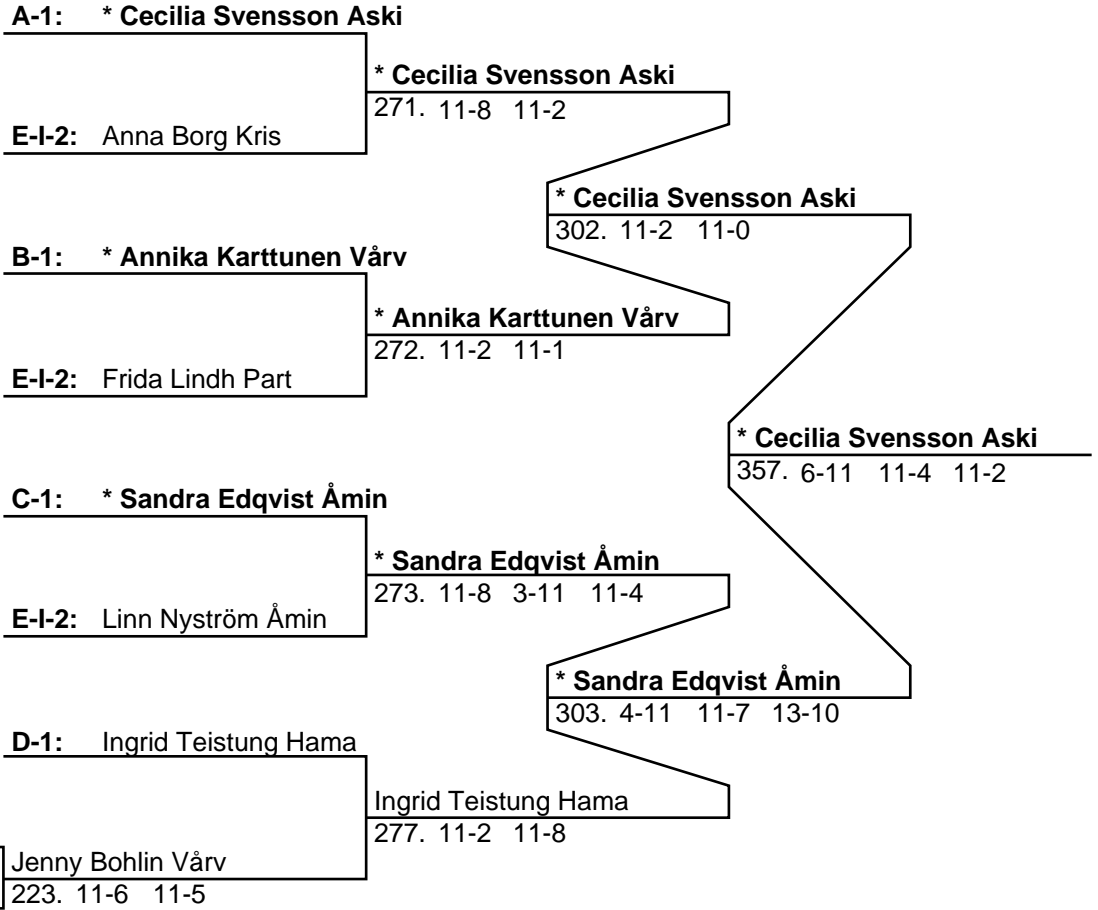 A-1: * Cecilia Svensson Aski
* Cecilia Svensson Aski
271. 11-8 11-2
E-I-2: Anna Borg Kris
* Cecilia Svensson Aski
302. 11-2 11-0
B-1: * Annika Karttunen Vårv
* Annika Karttunen Vårv
272. 11-2 11-1
E-I-2: Frida Lindh Part
* Cecilia Svensson Aski
357. 6-11 11-4 11-2
C-1: * Sandra Edqvist Åmin
* Sandra Edqvist Åmin
273. 11-8 3-11 11-4
E-I-2: Linn Nyström Åmin
* Sandra Edqvist Åmin
303. 4-11 11-7 13-10
D-1: Ingrid Teistung Hama
Ingrid Teistung Hama
277. 11-2 11-8
Jenny Bohlin Vårv
223. 11-6 11-5